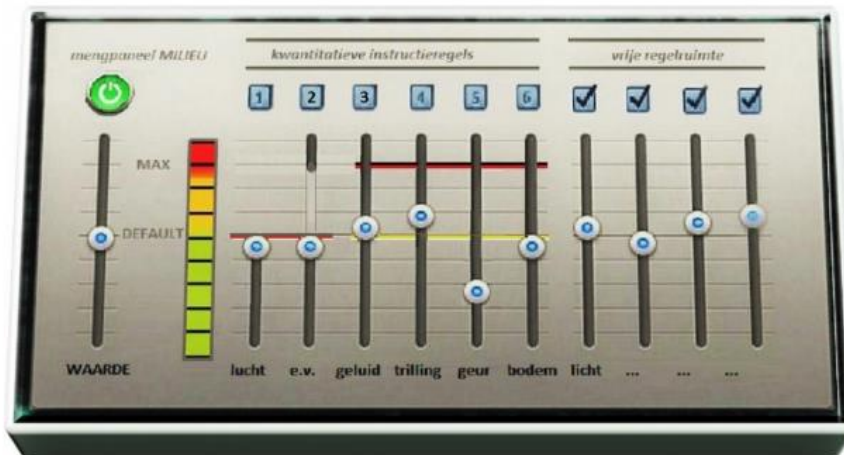 mengpaneel MILIEU
kwantitatieve instructieregels
vrije regelruimte
1 2 3 4 5 6
MAX
DEFAULT
WAARDE
lucht e.v. geluid trilling geur bodem licht ... ... ...